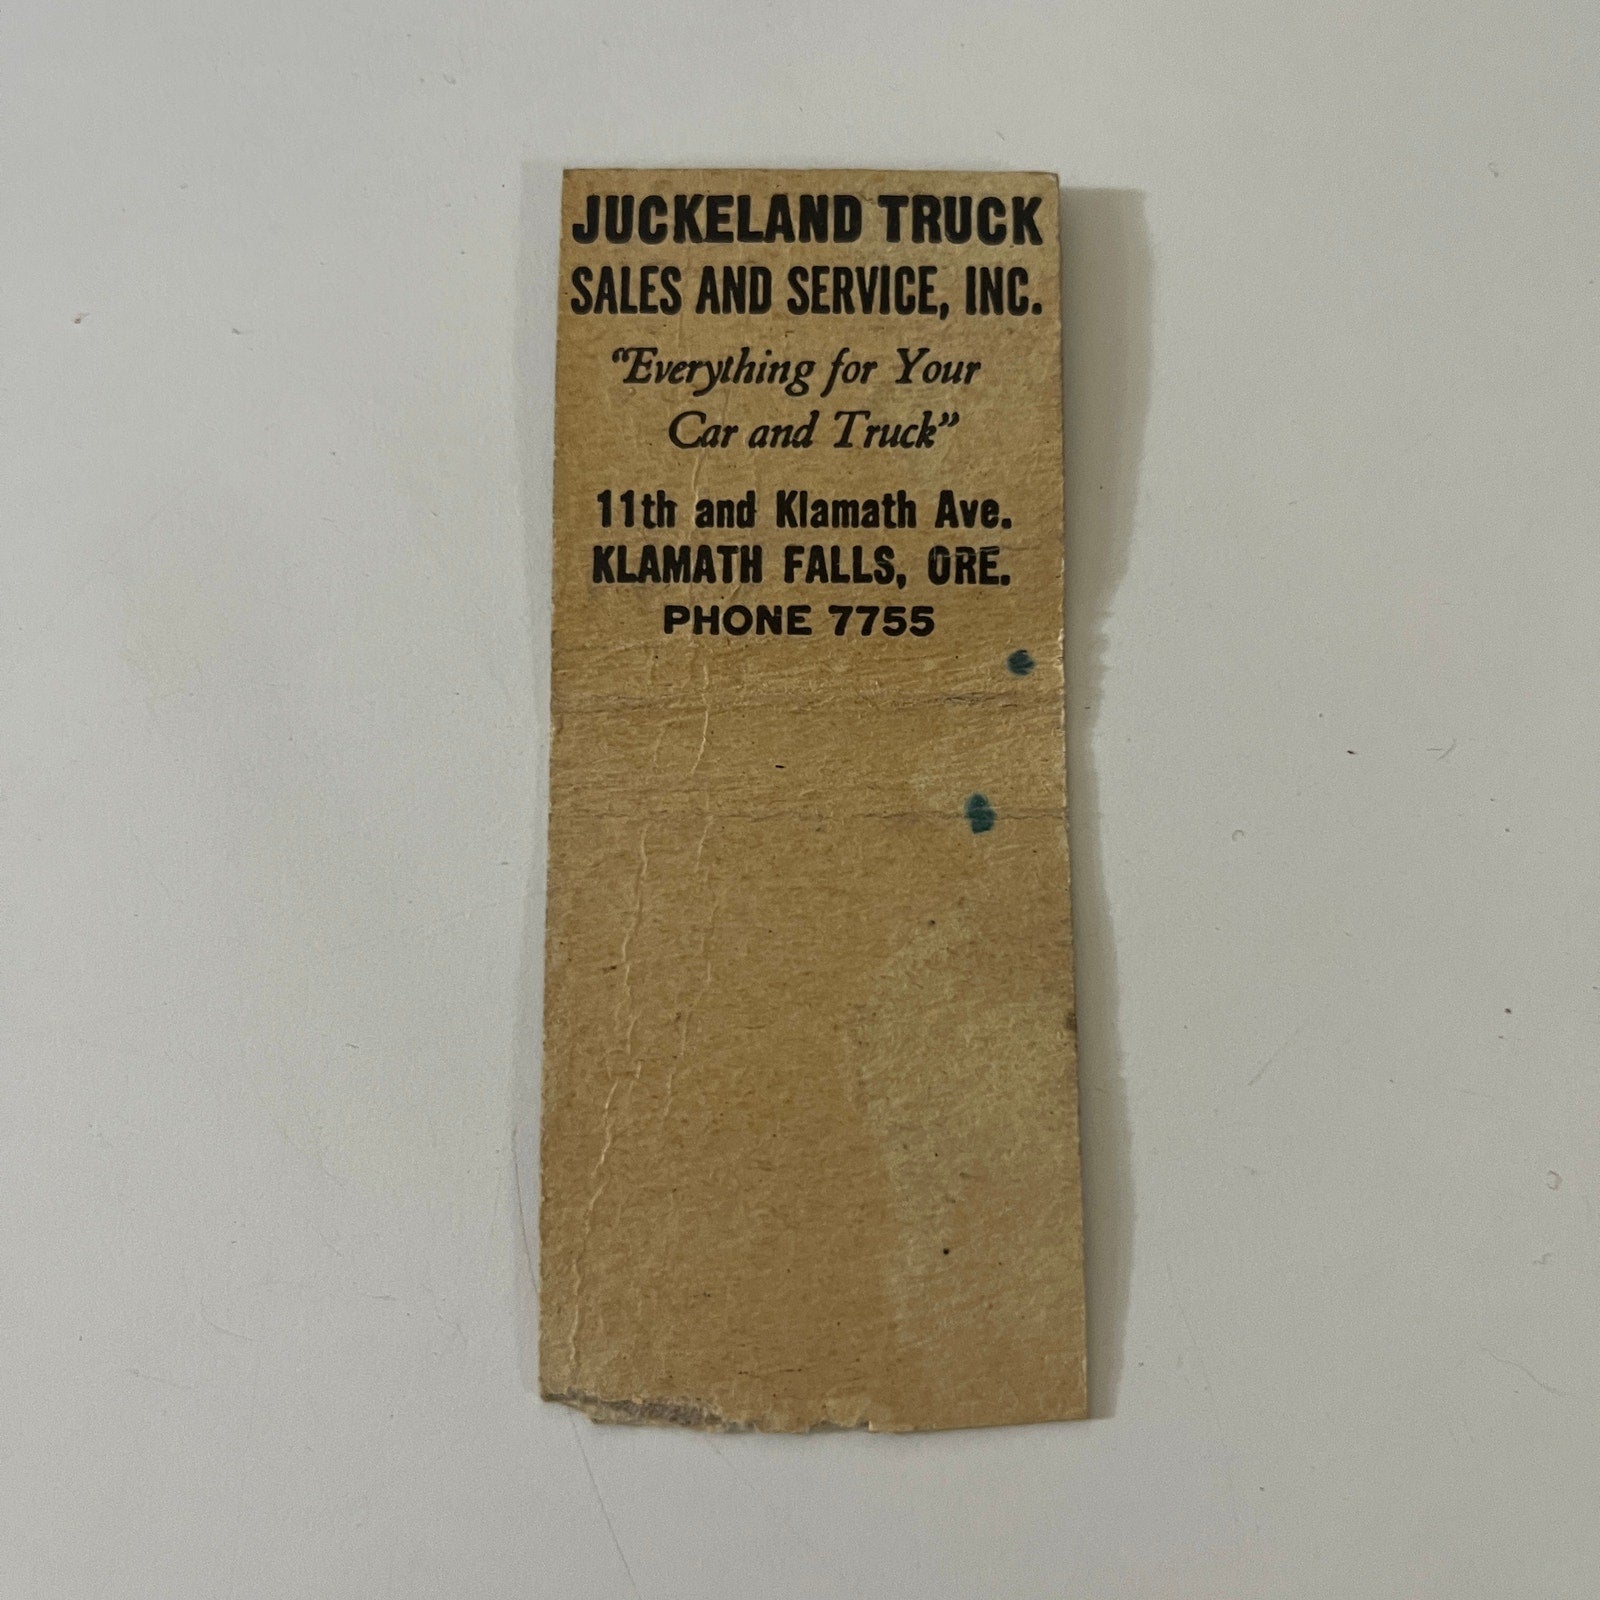 JUCKELAND TRUCK
SALES AND SERVICE, INC.
"Everything for Your
Car and Truck"
11th and Klamath Ave.
KLAMATH FALLS, ORE.
PHONE 7755